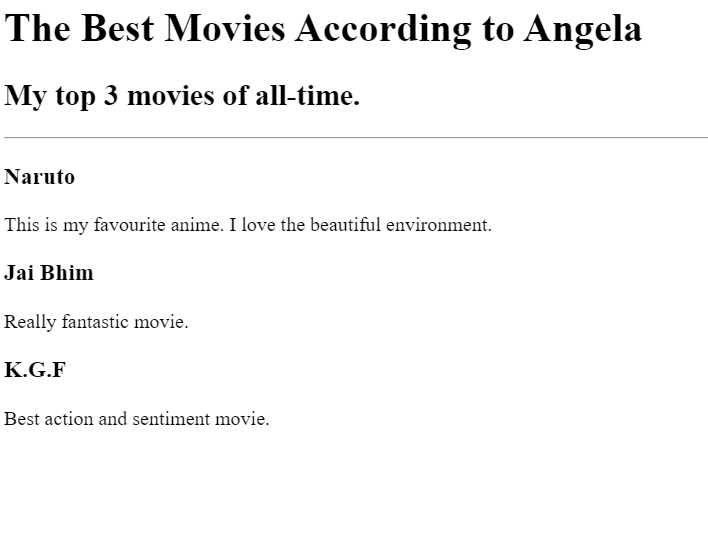 The Best Movies According to Angela
My top 3 movies of all-time.
Naruto
This is my favourite anime. I love the beautiful environment.
Jai Bhim
Really fantastic movie.
K.G.F
Best action and sentiment movie.